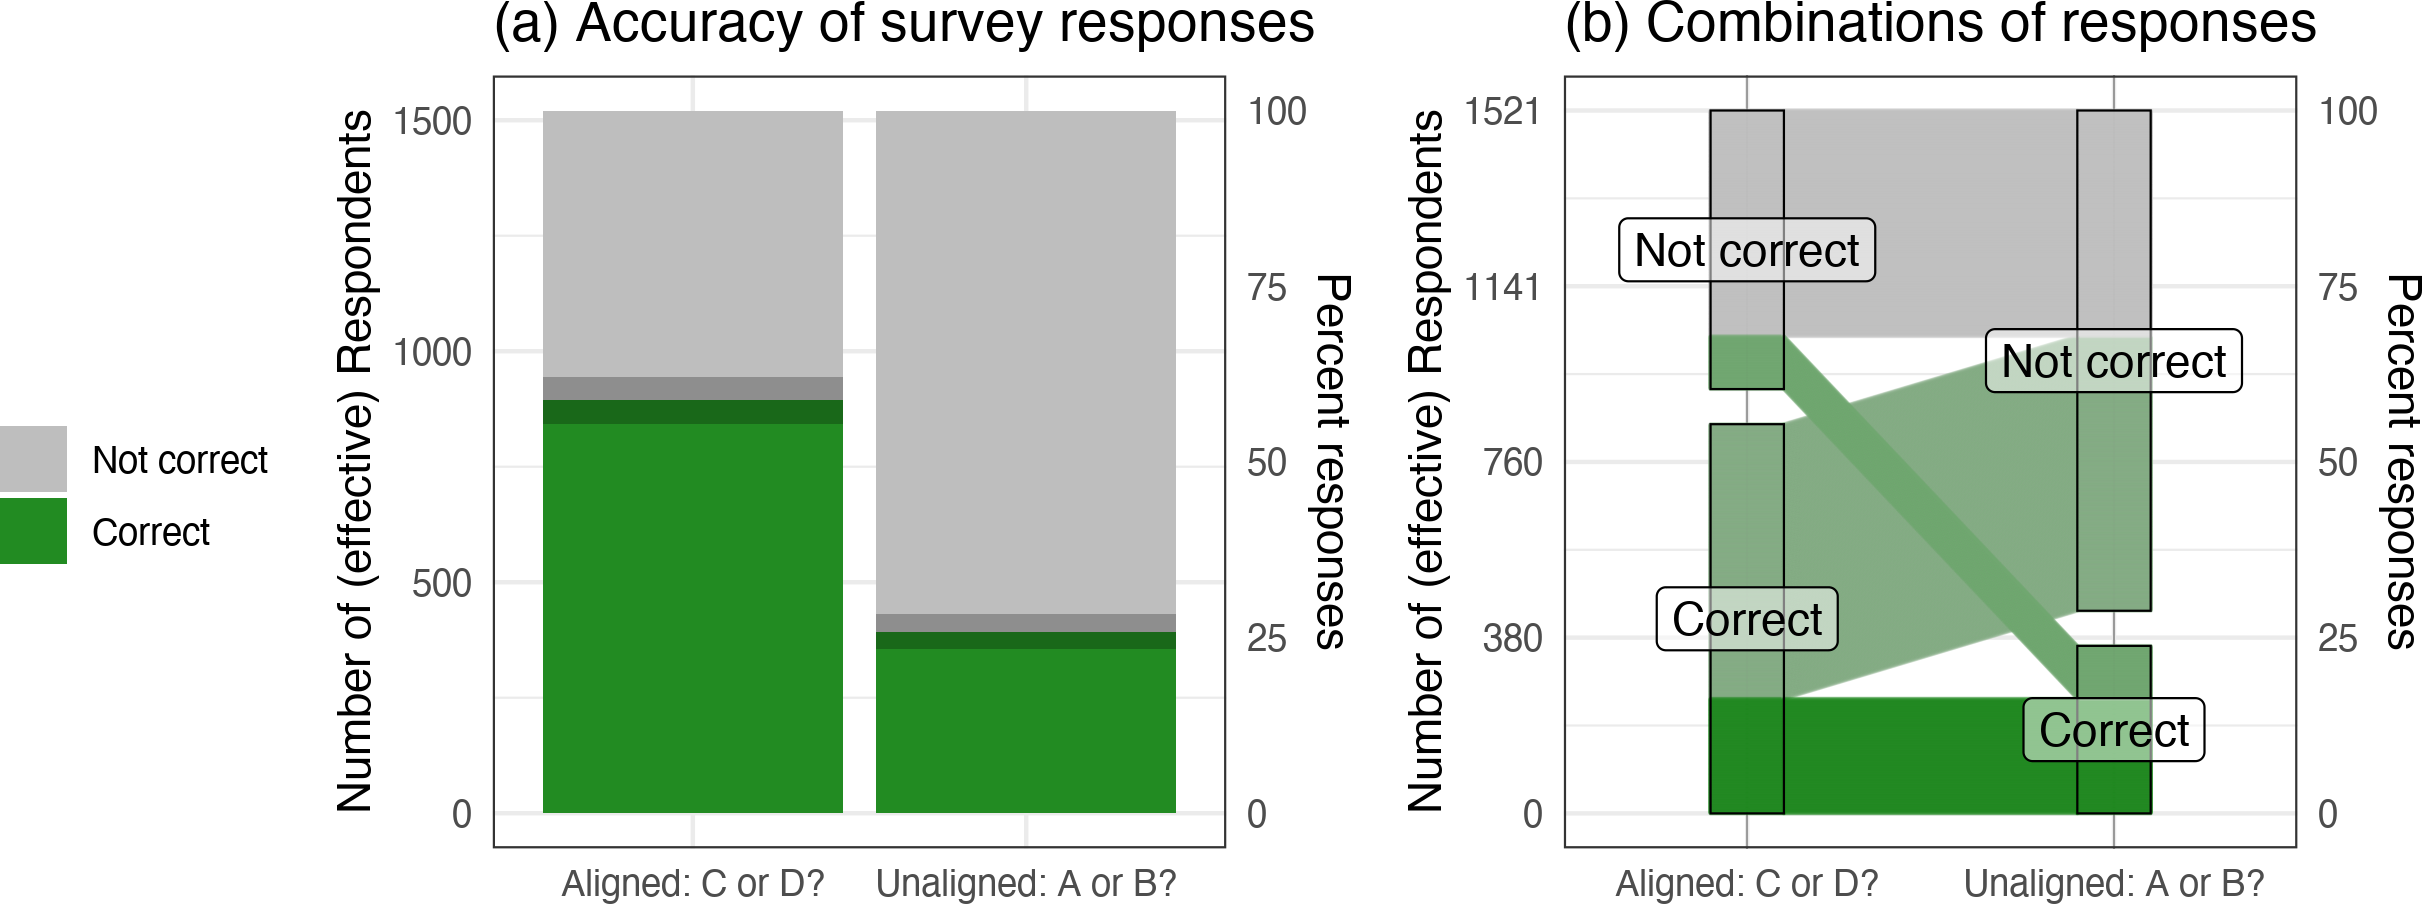 (a) Accuracy of survey responses
Number of (effective) Respondents
1500
1000
500
0
100
75
50
25
0
Percent responses
Aligned: C or D?
Unaligned: A or B?
Not correct
Correct
(b) Combinations of responses
Number of (effective) Respondents
1521
1141
760
380
0
100
75
50
25
0
Percent responses
Not correct
Correct
Not correct
Correct
Aligned: C or D?
Unaligned: A or B?